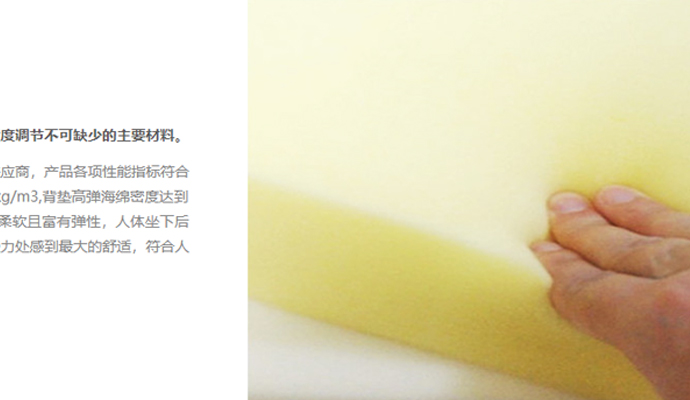 度调节不可缺少的主要材料。
应商，产品各项性能指标符合
kg/m3,背垫高弹海绵密度达到
柔软且富有弹性，人体坐下后
力处感到最大的舒适，符合人